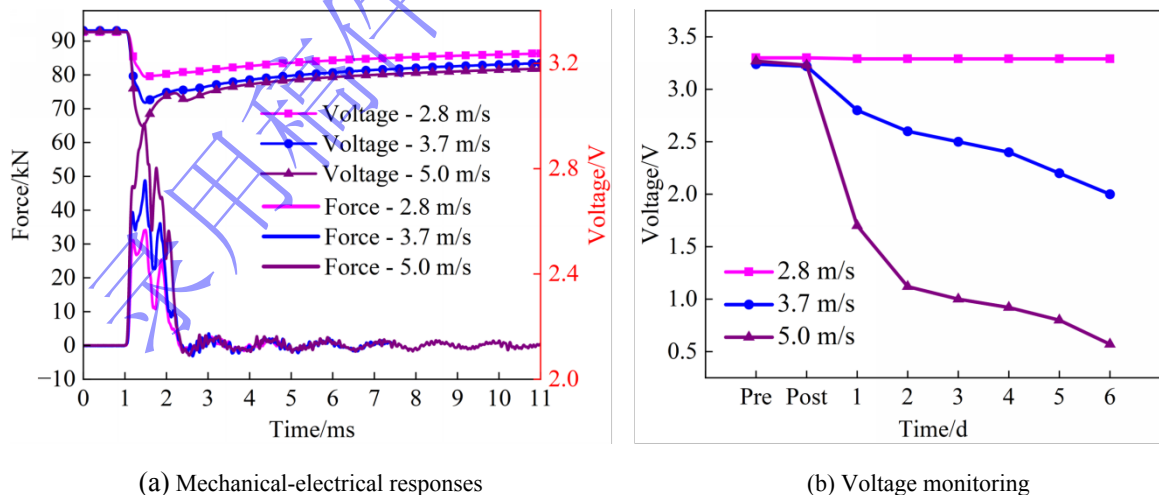 90
80
70
60
50
40
30
20
10
0
−10
Force/kN
0 1 2 3 4 5 6 7 8 9 10 11
Time/ms
3.2
2.8
2.4
2.0
Voltage/V
Voltage - 2.8 m/s
Voltage - 3.7 m/s
Voltage - 5.0 m/s
Force - 2.8 m/s
Force - 3.7 m/s
Force - 5.0 m/s
用稿
(a) Mechanical-electrical responses
3.5
3.0
2.5
2.0
1.5
1.0
0.5
Voltage/V
2.8 m/s
3.7 m/s
5.0 m/s
Pre Post 1 2 3 4 5 6
Time/d
(b) Voltage monitoring